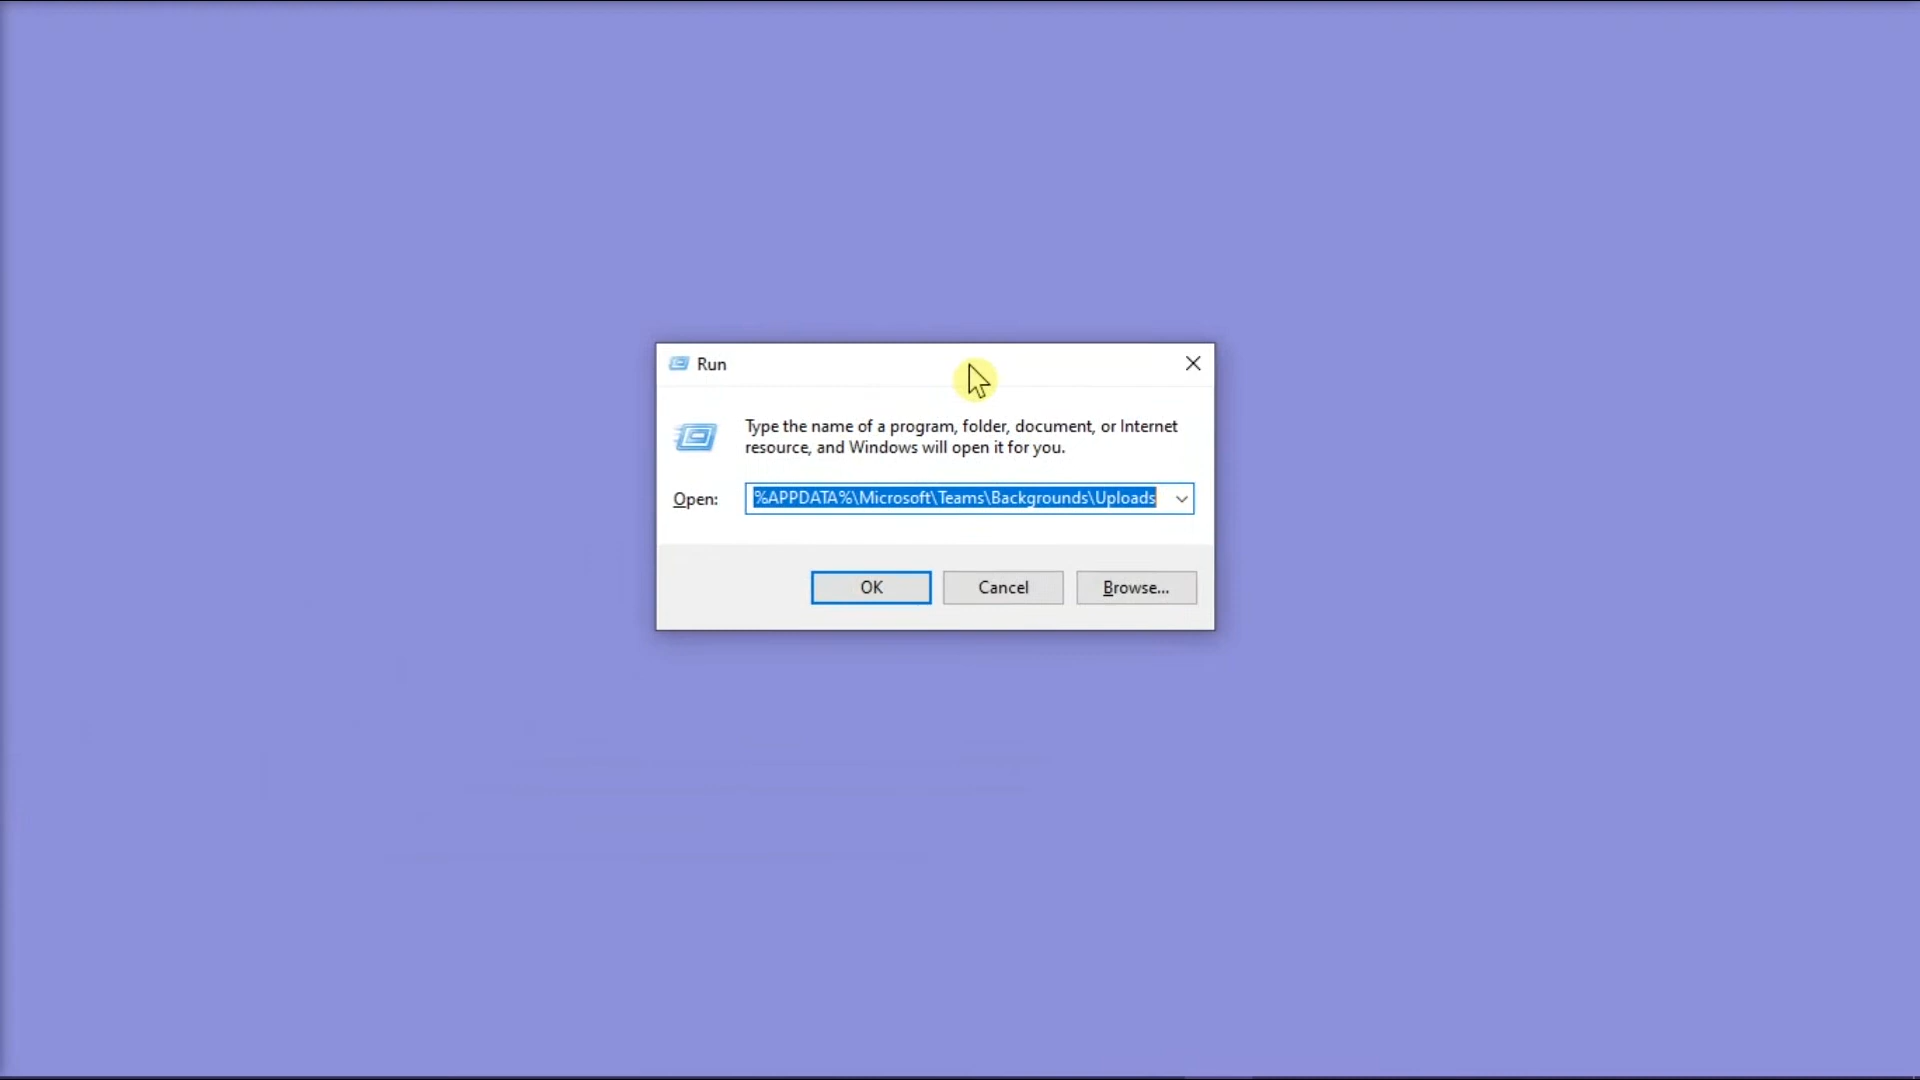 Run
Type the name of a program, folder, document, or Internet
resource, and Windows will open it for you.
Open: %APPDATA%\Microsoft\Teams\Backgrounds\Uploads
OK Cancel Browse...